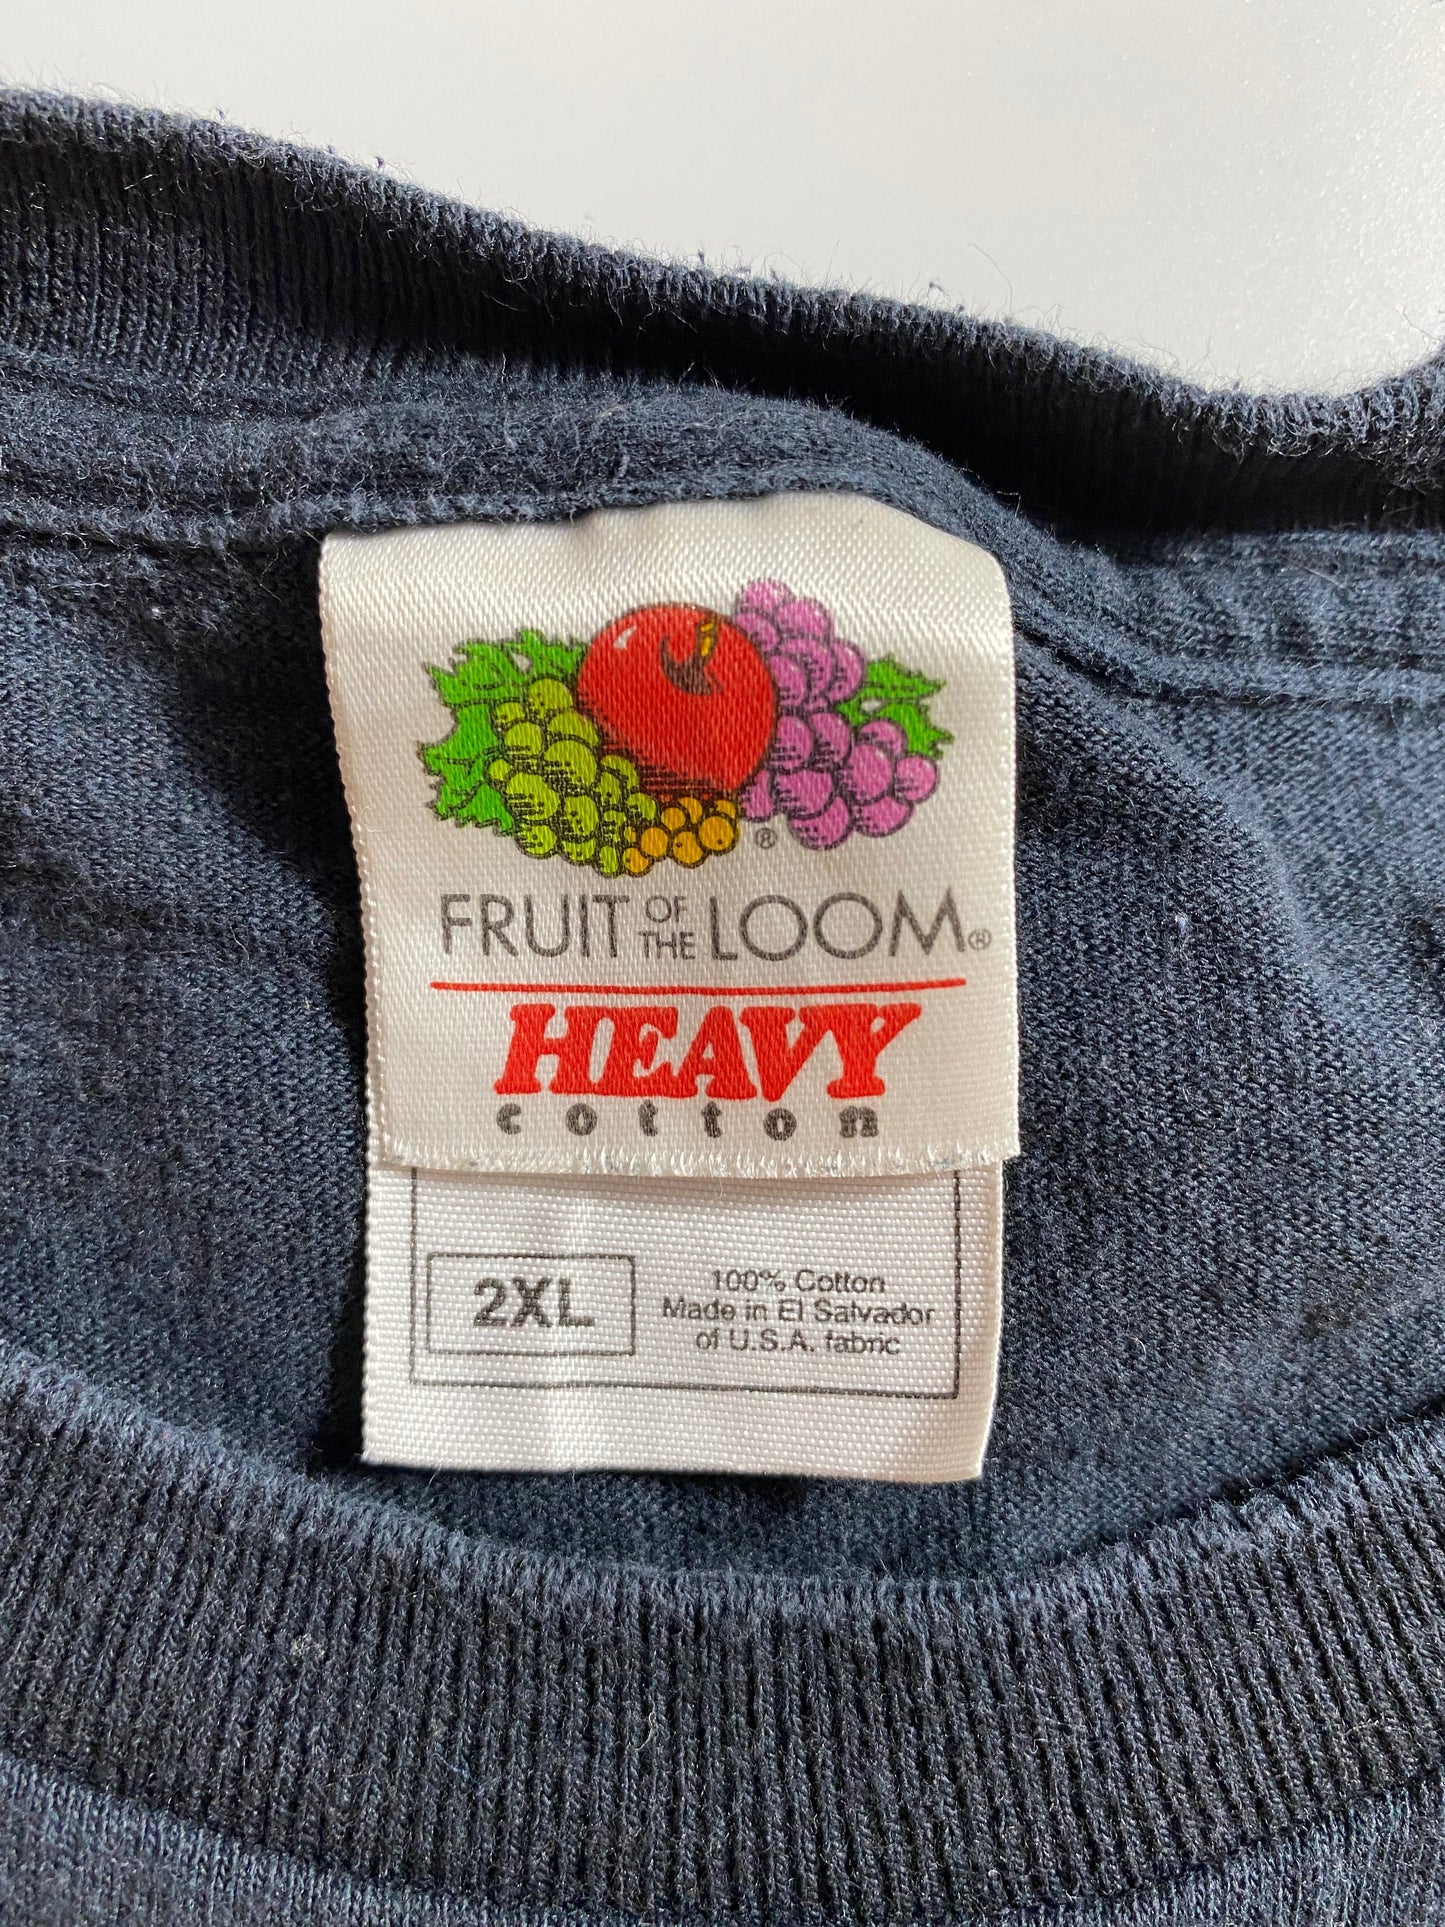 ®
FRUIT OF THE LOOM®
HEAVY
cotton
2XL
100% Cotton
Made in El Salvador
of U.S.A. fabric